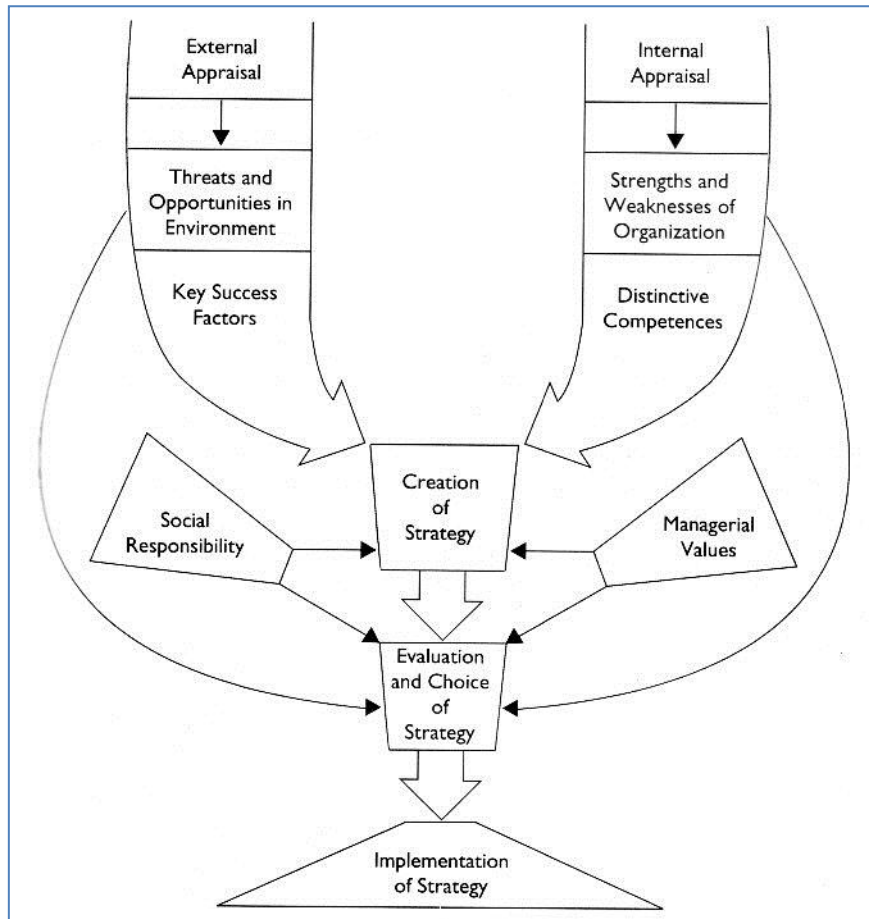 External
Appraisal
Internal
Appraisal
Threats and
Opportunities in
Environment
Strengths and
Weaknesses of
Organization
Key Success
Factors
Distinctive
Competences
Creation
of
Strategy
Social
Responsibility
Managerial
Values
Evaluation
and Choice
of
Strategy
Implementation
of Strategy